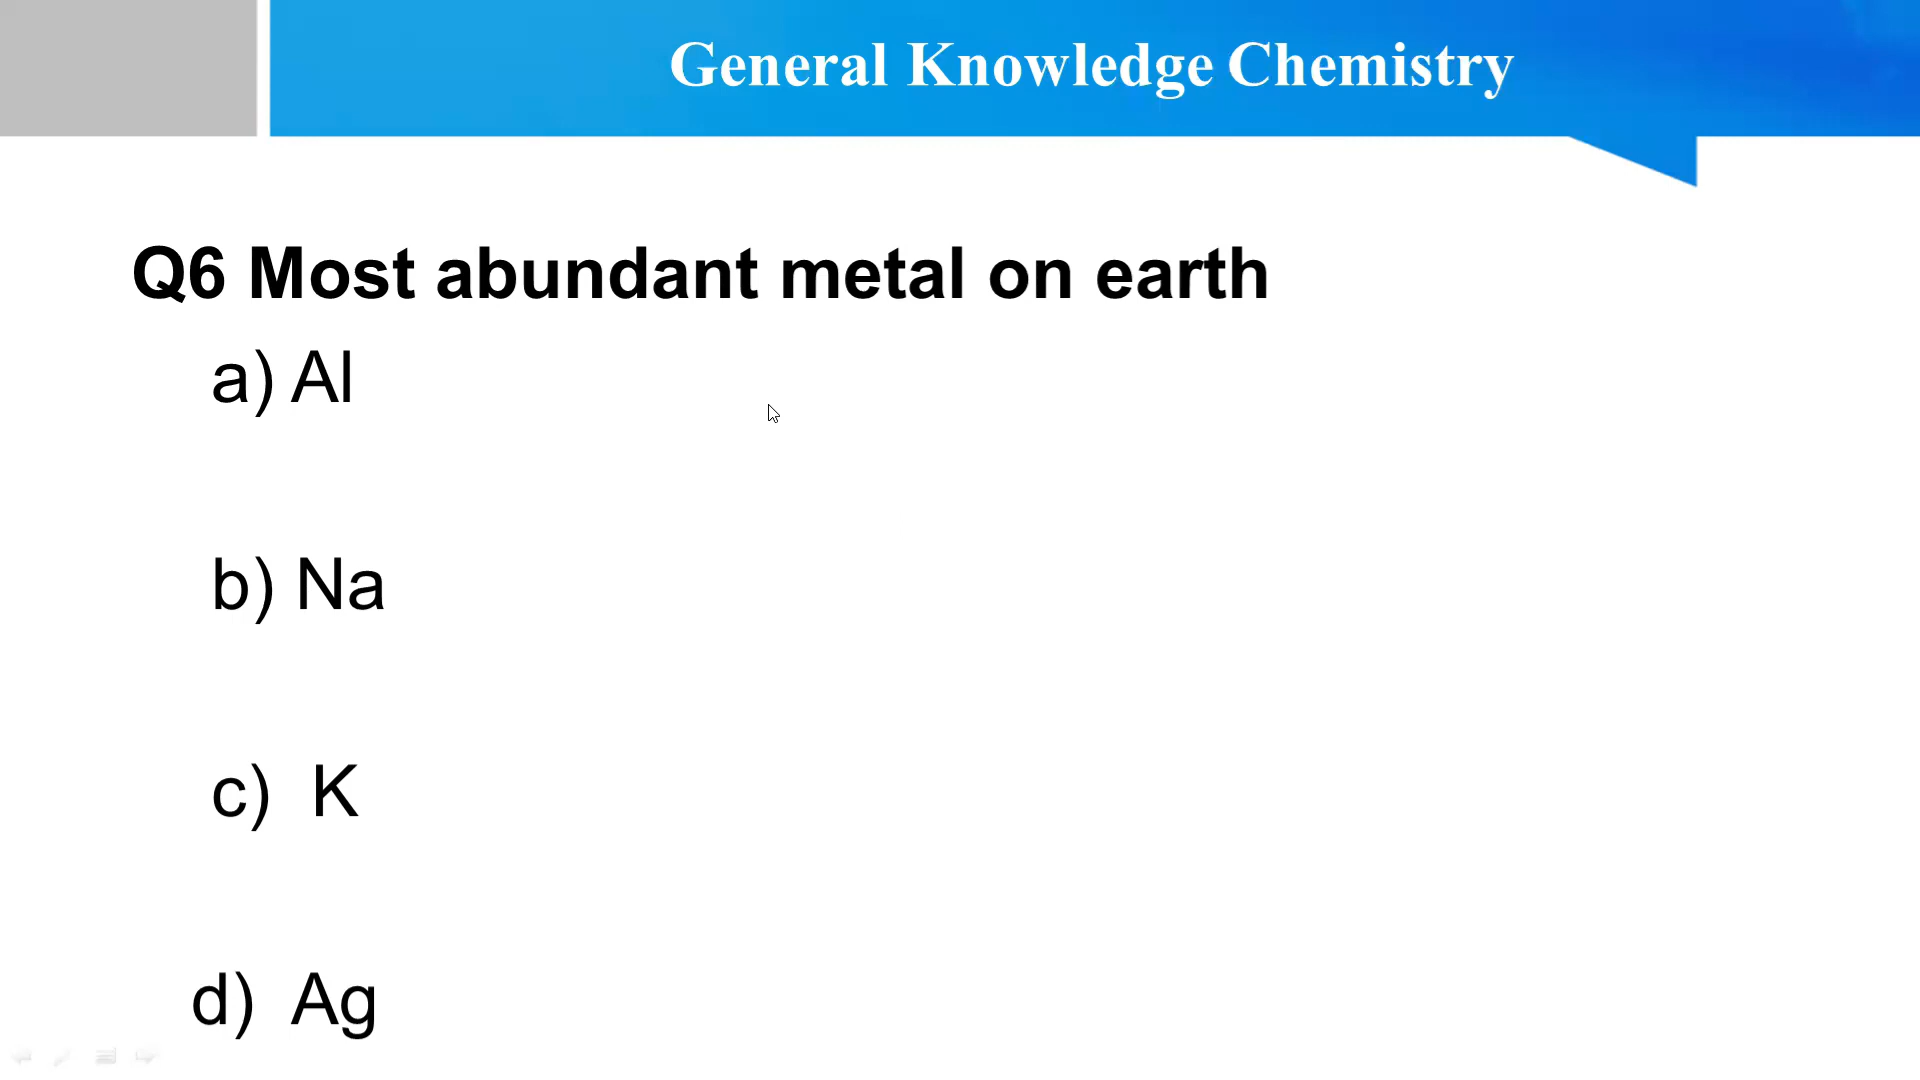 General Knowledge Chemistry
Q6 Most abundant metal on earth
a) Al
b) Na
c) K
d) Ag